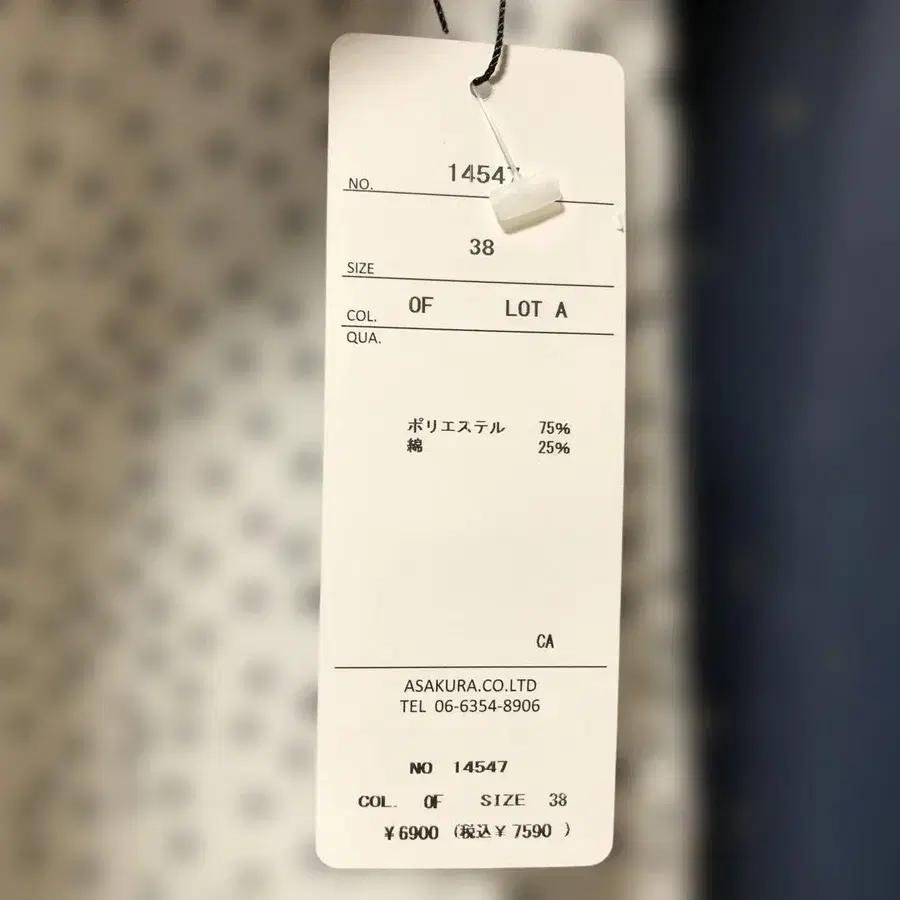 NO. 14547
SIZE 38
COL. OF LOT A
QUA.
ポリエステル 75%
綿 25%
CA
ASAKURA.CO.LTD
TEL 06-6354-8906
NO 14547
COL. OF SIZE 38
¥6900 (税込¥7590)